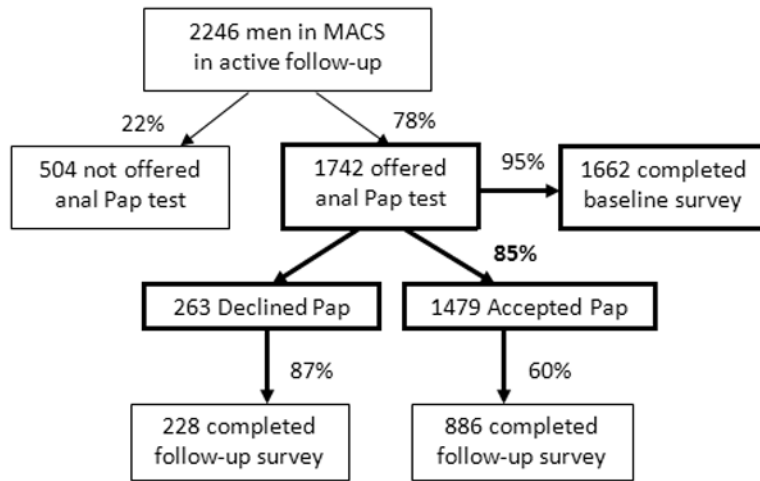 2246 men in MACS
in active follow-up
22%
78%
504 not offered
anal Pap test
1742 offered
anal Pap test
95%
1662 completed
baseline survey
85%
263 Declined Pap
1479 Accepted Pap
87%
60%
228 completed
follow-up survey
886 completed
follow-up survey